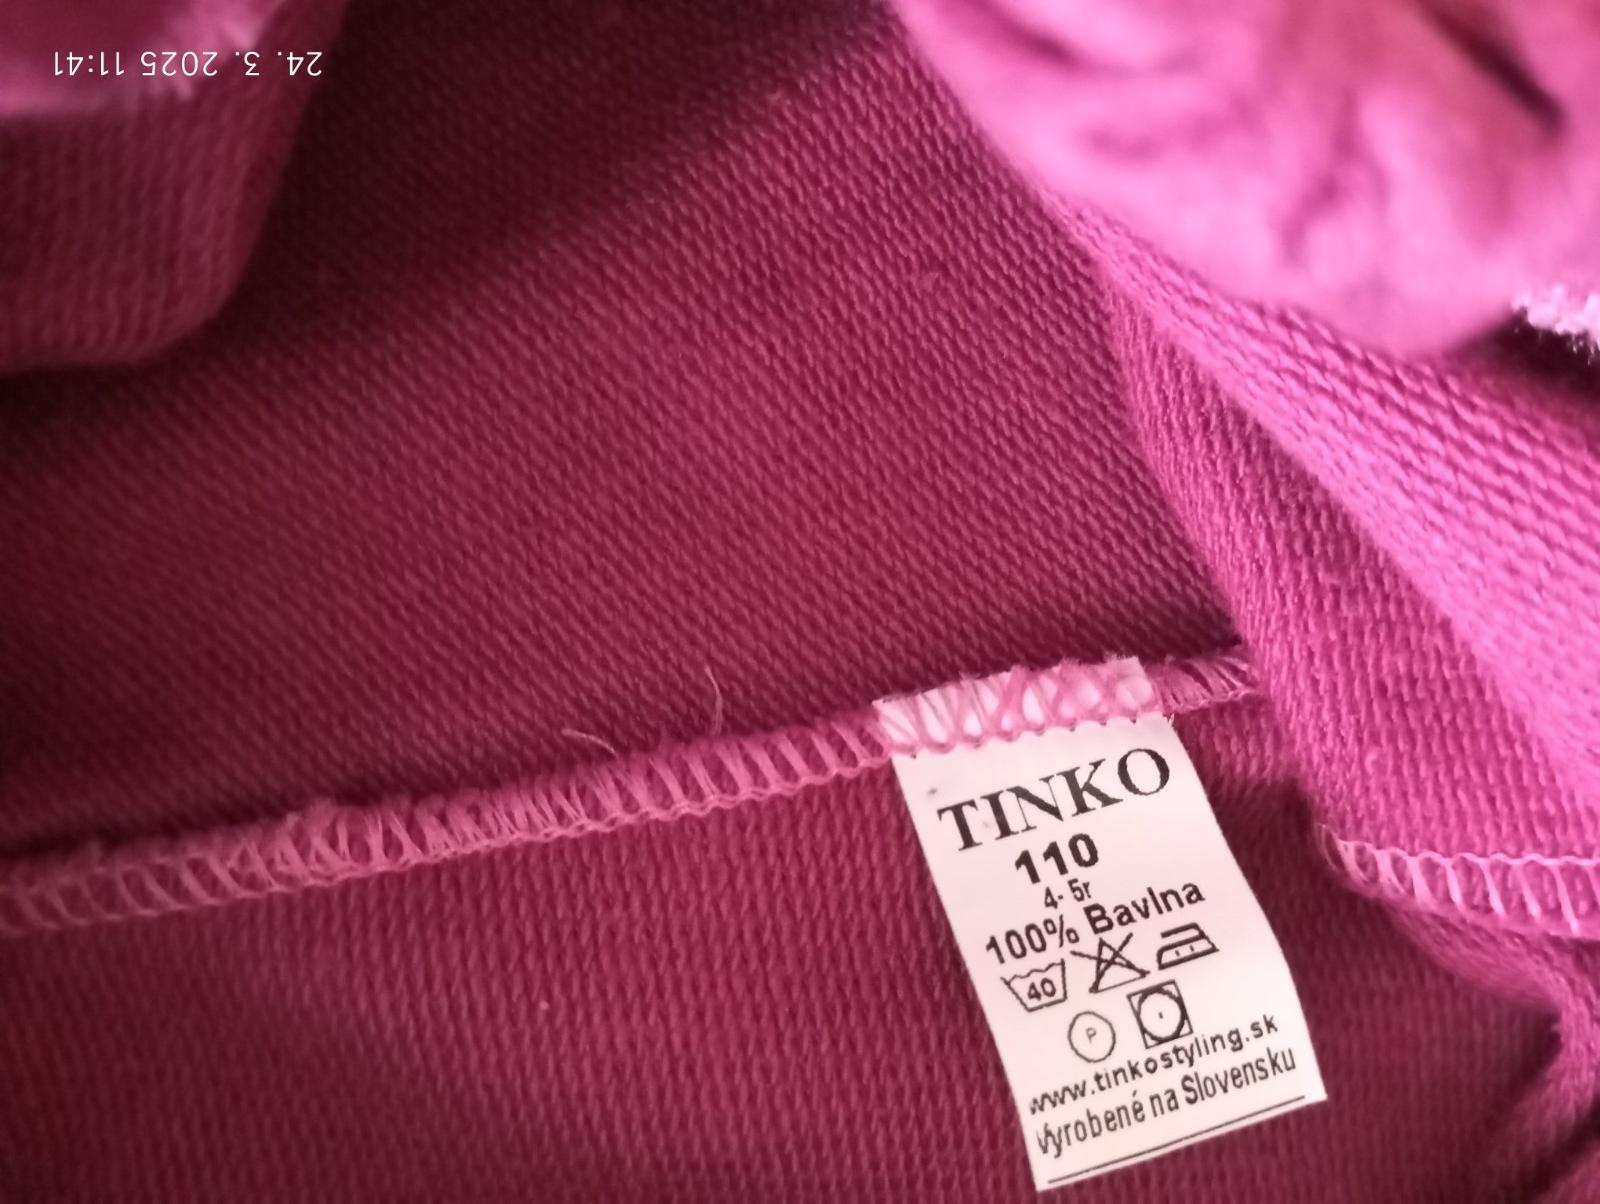 24. 3. 2025 11:41
TINKO
110
4- 5r
100% Bavlna
40
P
www.tinkostyling.sk
Vyrobené na Slovensku